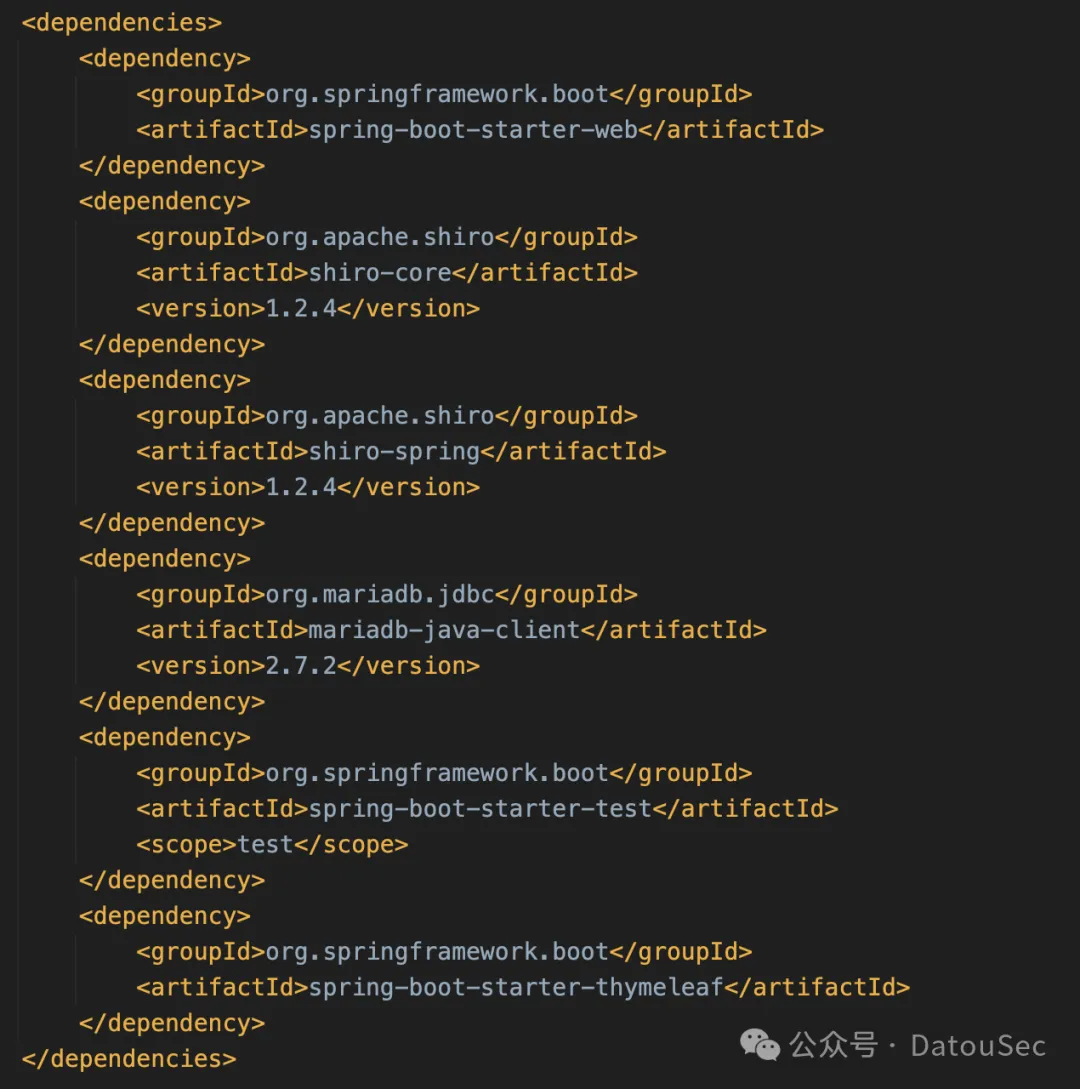 <dependencies>
    <dependency>
        <groupId>org.springframework.boot</groupId>
        <artifactId>spring-boot-starter-web</artifactId>
    </dependency>
    <dependency>
        <groupId>org.apache.shiro</groupId>
        <artifactId>shiro-core</artifactId>
        <version>1.2.4</version>
    </dependency>
    <dependency>
        <groupId>org.apache.shiro</groupId>
        <artifactId>shiro-spring</artifactId>
        <version>1.2.4</version>
    </dependency>
    <dependency>
        <groupId>org.mariadb.jdbc</groupId>
        <artifactId>mariadb-java-client</artifactId>
        <version>2.7.2</version>
    </dependency>
    <dependency>
        <groupId>org.springframework.boot</groupId>
        <artifactId>spring-boot-starter-test</artifactId>
        <scope>test</scope>
    </dependency>
    <dependency>
        <groupId>org.springframework.boot</groupId>
        <artifactId>spring-boot-starter-thymeleaf</artifactId>
    </dependency>
</dependencies>
公众号 · DatouSec